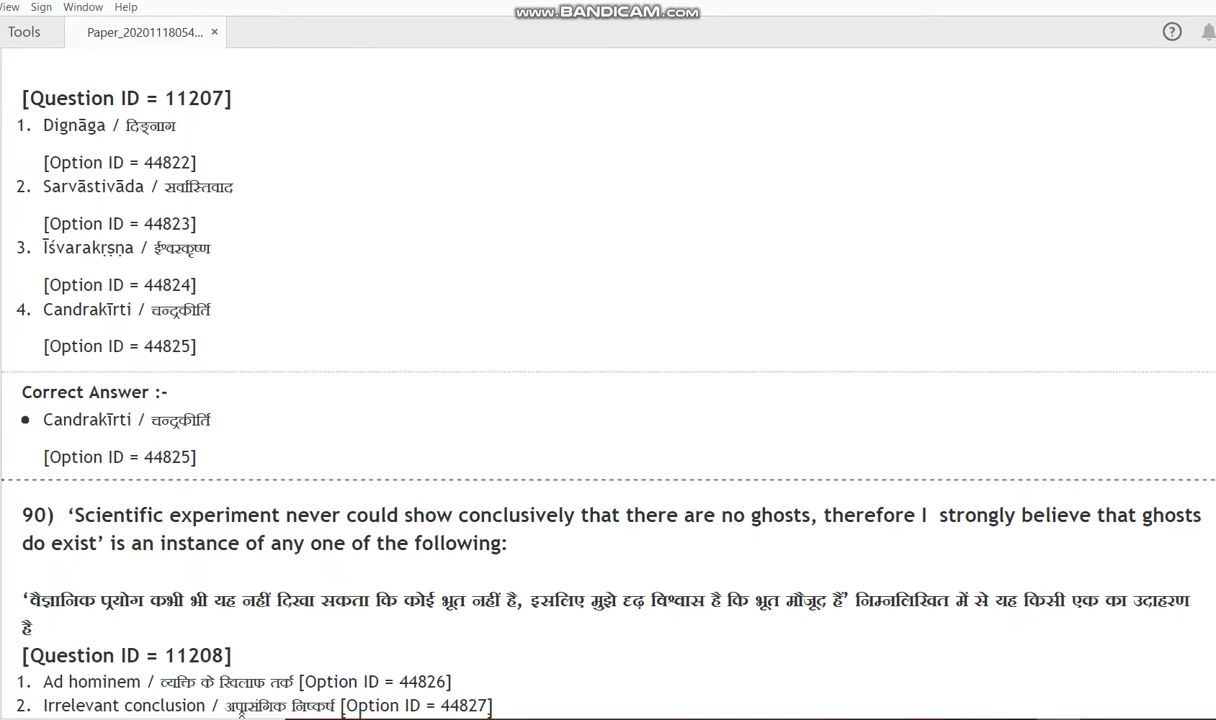 View Sign Window Help
www.BANDICAM.com
Tools Paper_20201118054... ×
[Question ID = 11207]
1. Dignāga / दिङ्नाग
[Option ID = 44822]
2. Sarvāstivāda / सर्वास्तिवाद
[Option ID = 44823]
3. Īśvarakṛṣṇa / ईश्वरकृष्ण
[Option ID = 44824]
4. Candrakīrti / चन्द्रकीर्ति
[Option ID = 44825]
Correct Answer :-
● Candrakīrti / चन्द्रकीर्ति
[Option ID = 44825]
90) ‘Scientific experiment never could show conclusively that there are no ghosts, therefore I strongly believe that ghosts
do exist’ is an instance of any one of the following:
‘वैज्ञानिक प्रयोग कभी भी यह नहीं दिखा सकता कि कोई भूत नहीं है, इसलिए मुझे दृढ़ विश्वास है कि भूत मौजूद हैं’ निम्नलिखित में से यह किसी एक का उदाहरण
है
[Question ID = 11208]
1. Ad hominem / व्यक्ति के खिलाफ तर्क [Option ID = 44826]
2. Irrelevant conclusion / अप्रासंगिक निष्कर्ष [Option ID = 44827]